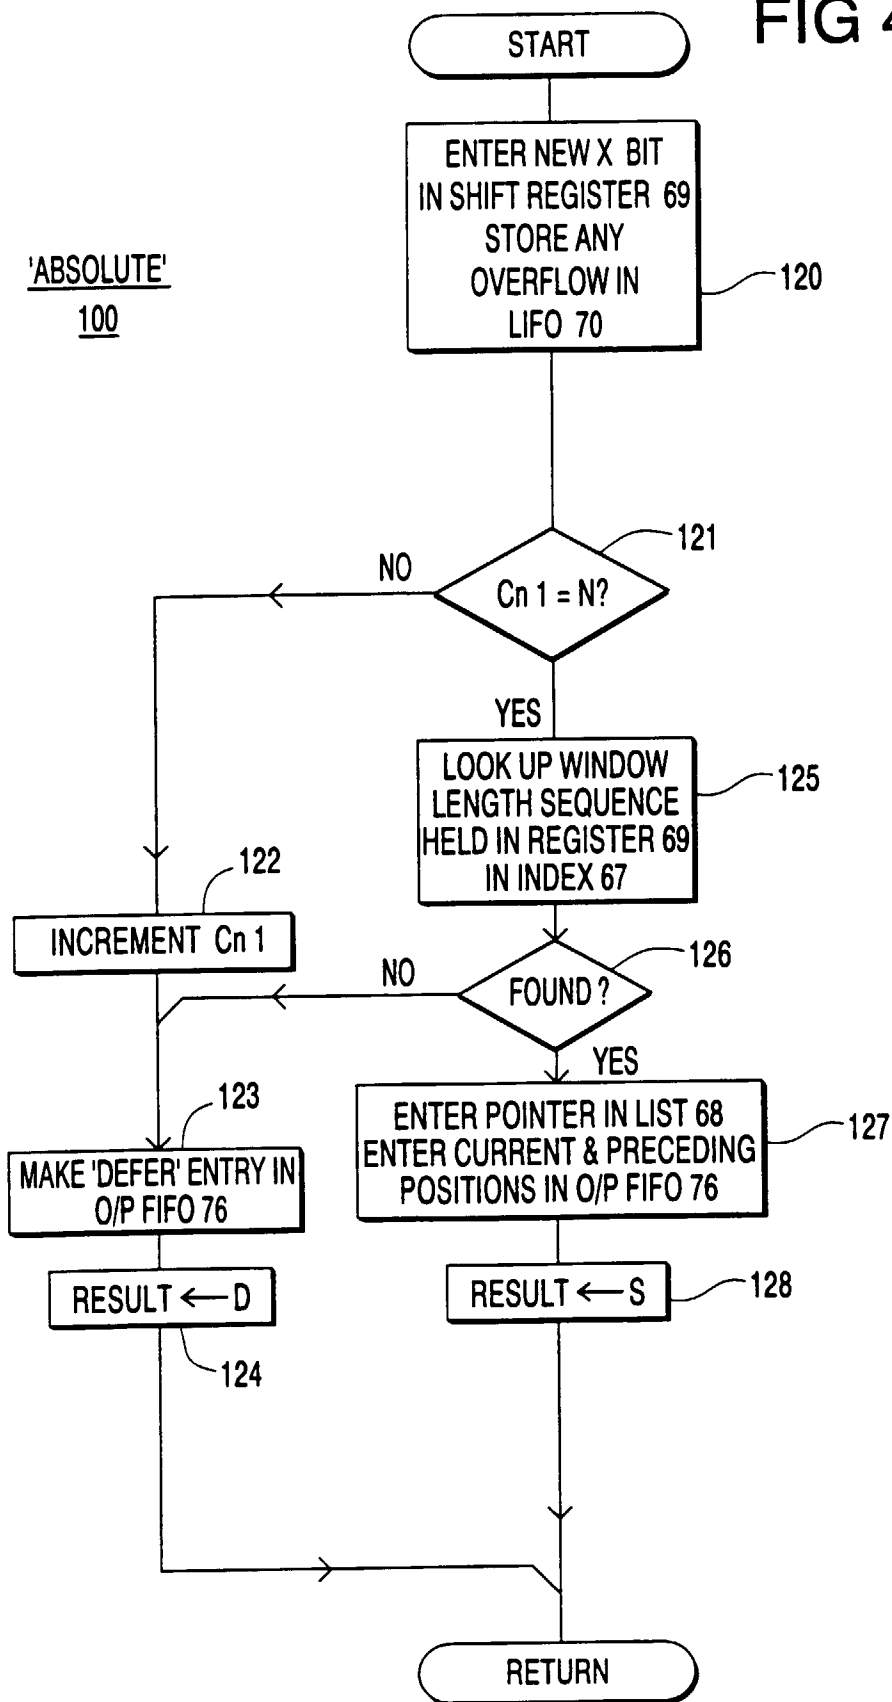 FIG 4
START
ENTER NEW X BIT
IN SHIFT REGISTER 69
STORE ANY
OVERFLOW IN
LIFO 70
120
'ABSOLUTE'
100
121
NO
Cn 1 = N?
YES
LOOK UP WINDOW
LENGTH SEQUENCE
HELD IN REGISTER 69
IN INDEX 67
125
122
INCREMENT Cn 1
126
NO
FOUND ?
YES
123
MAKE 'DEFER' ENTRY IN
O/P FIFO 76
ENTER POINTER IN LIST 68
ENTER CURRENT & PRECEDING
POSITIONS IN O/P FIFO 76
127
RESULT ← D
124
RESULT ← S
128
RETURN